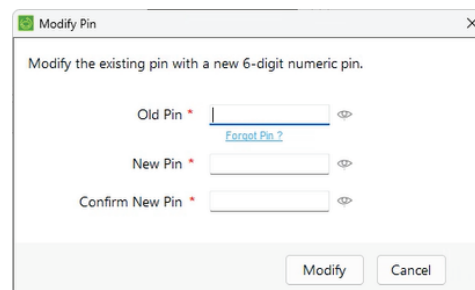 Modify Pin
Modify the existing pin with a new 6-digit numeric pin.
Old Pin *
Forgot Pin ?
New Pin *
Confirm New Pin *
Modify Cancel